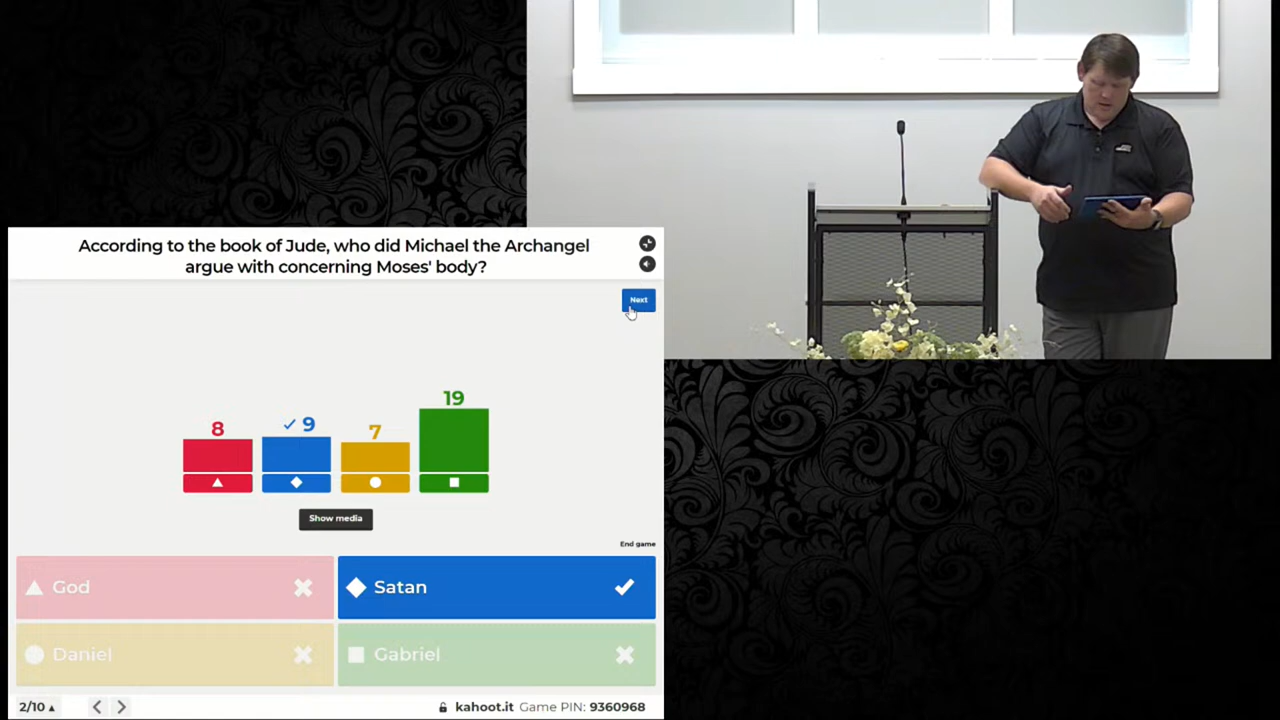 According to the book of Jude, who did Michael the Archangel
argue with concerning Moses' body?
Next
8
9
7
19
Show media
End game
God
Satan
Daniel
Gabriel
2/10
kahoot.it Game PIN: 9360968